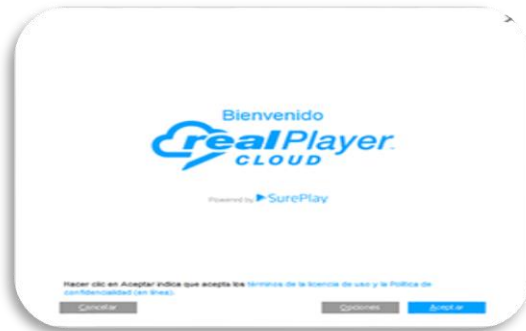 Bienvenido
realPlayer
CLOUD
Powered by SurePlay
Hacer clic en Aceptar indica que acepta los términos de la licencia de uso y la Política de
confidencialidad (en línea).
Cancelar
Opciones
Aceptar